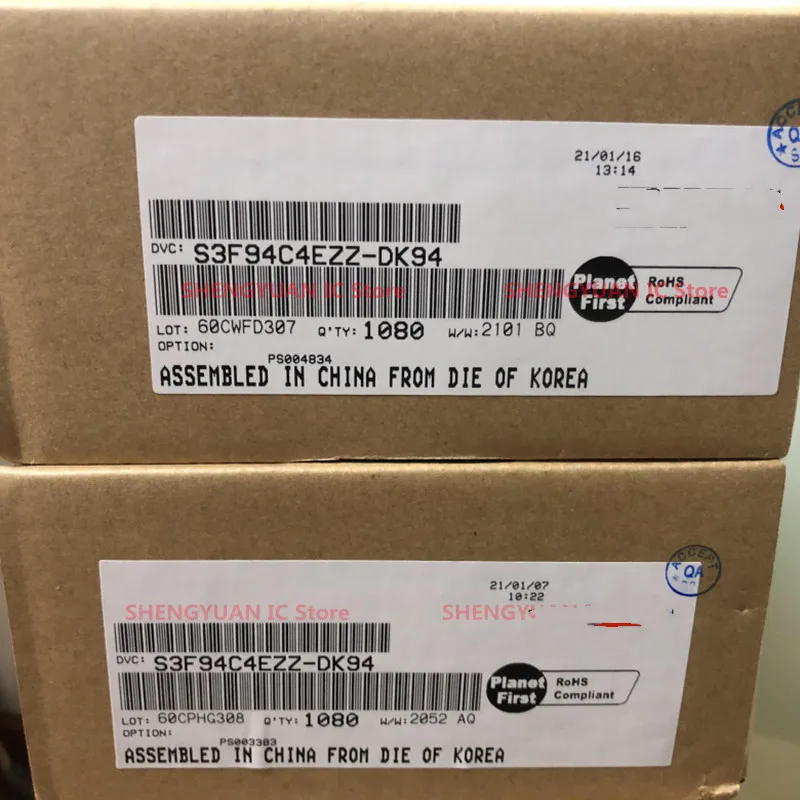 ACCE
QA
21/01/16
13:14
DVC: S3F94C4EZZ-DK94
SHENGYUAN IC Store
SHENGYUAN IC Store
Planet First
RoHS Compliant
LOT: 60CWFD307 Q'TY: 1080 W/W: 2101 BQ
OPTION:
PS004834
ASSEMBLED IN CHINA FROM DIE OF KOREA
ACCEPT
QA
21/01/07
10:22
SHENGYUAN IC Store
SHENGY
DVC: S3F94C4EZZ-DK94
Planet First
RoHS Compliant
LOT: 60CPHG308 Q'TY: 1080 W/W: 2052 AQ
OPTION:
PS003383
ASSEMBLED IN CHINA FROM DIE OF KOREA